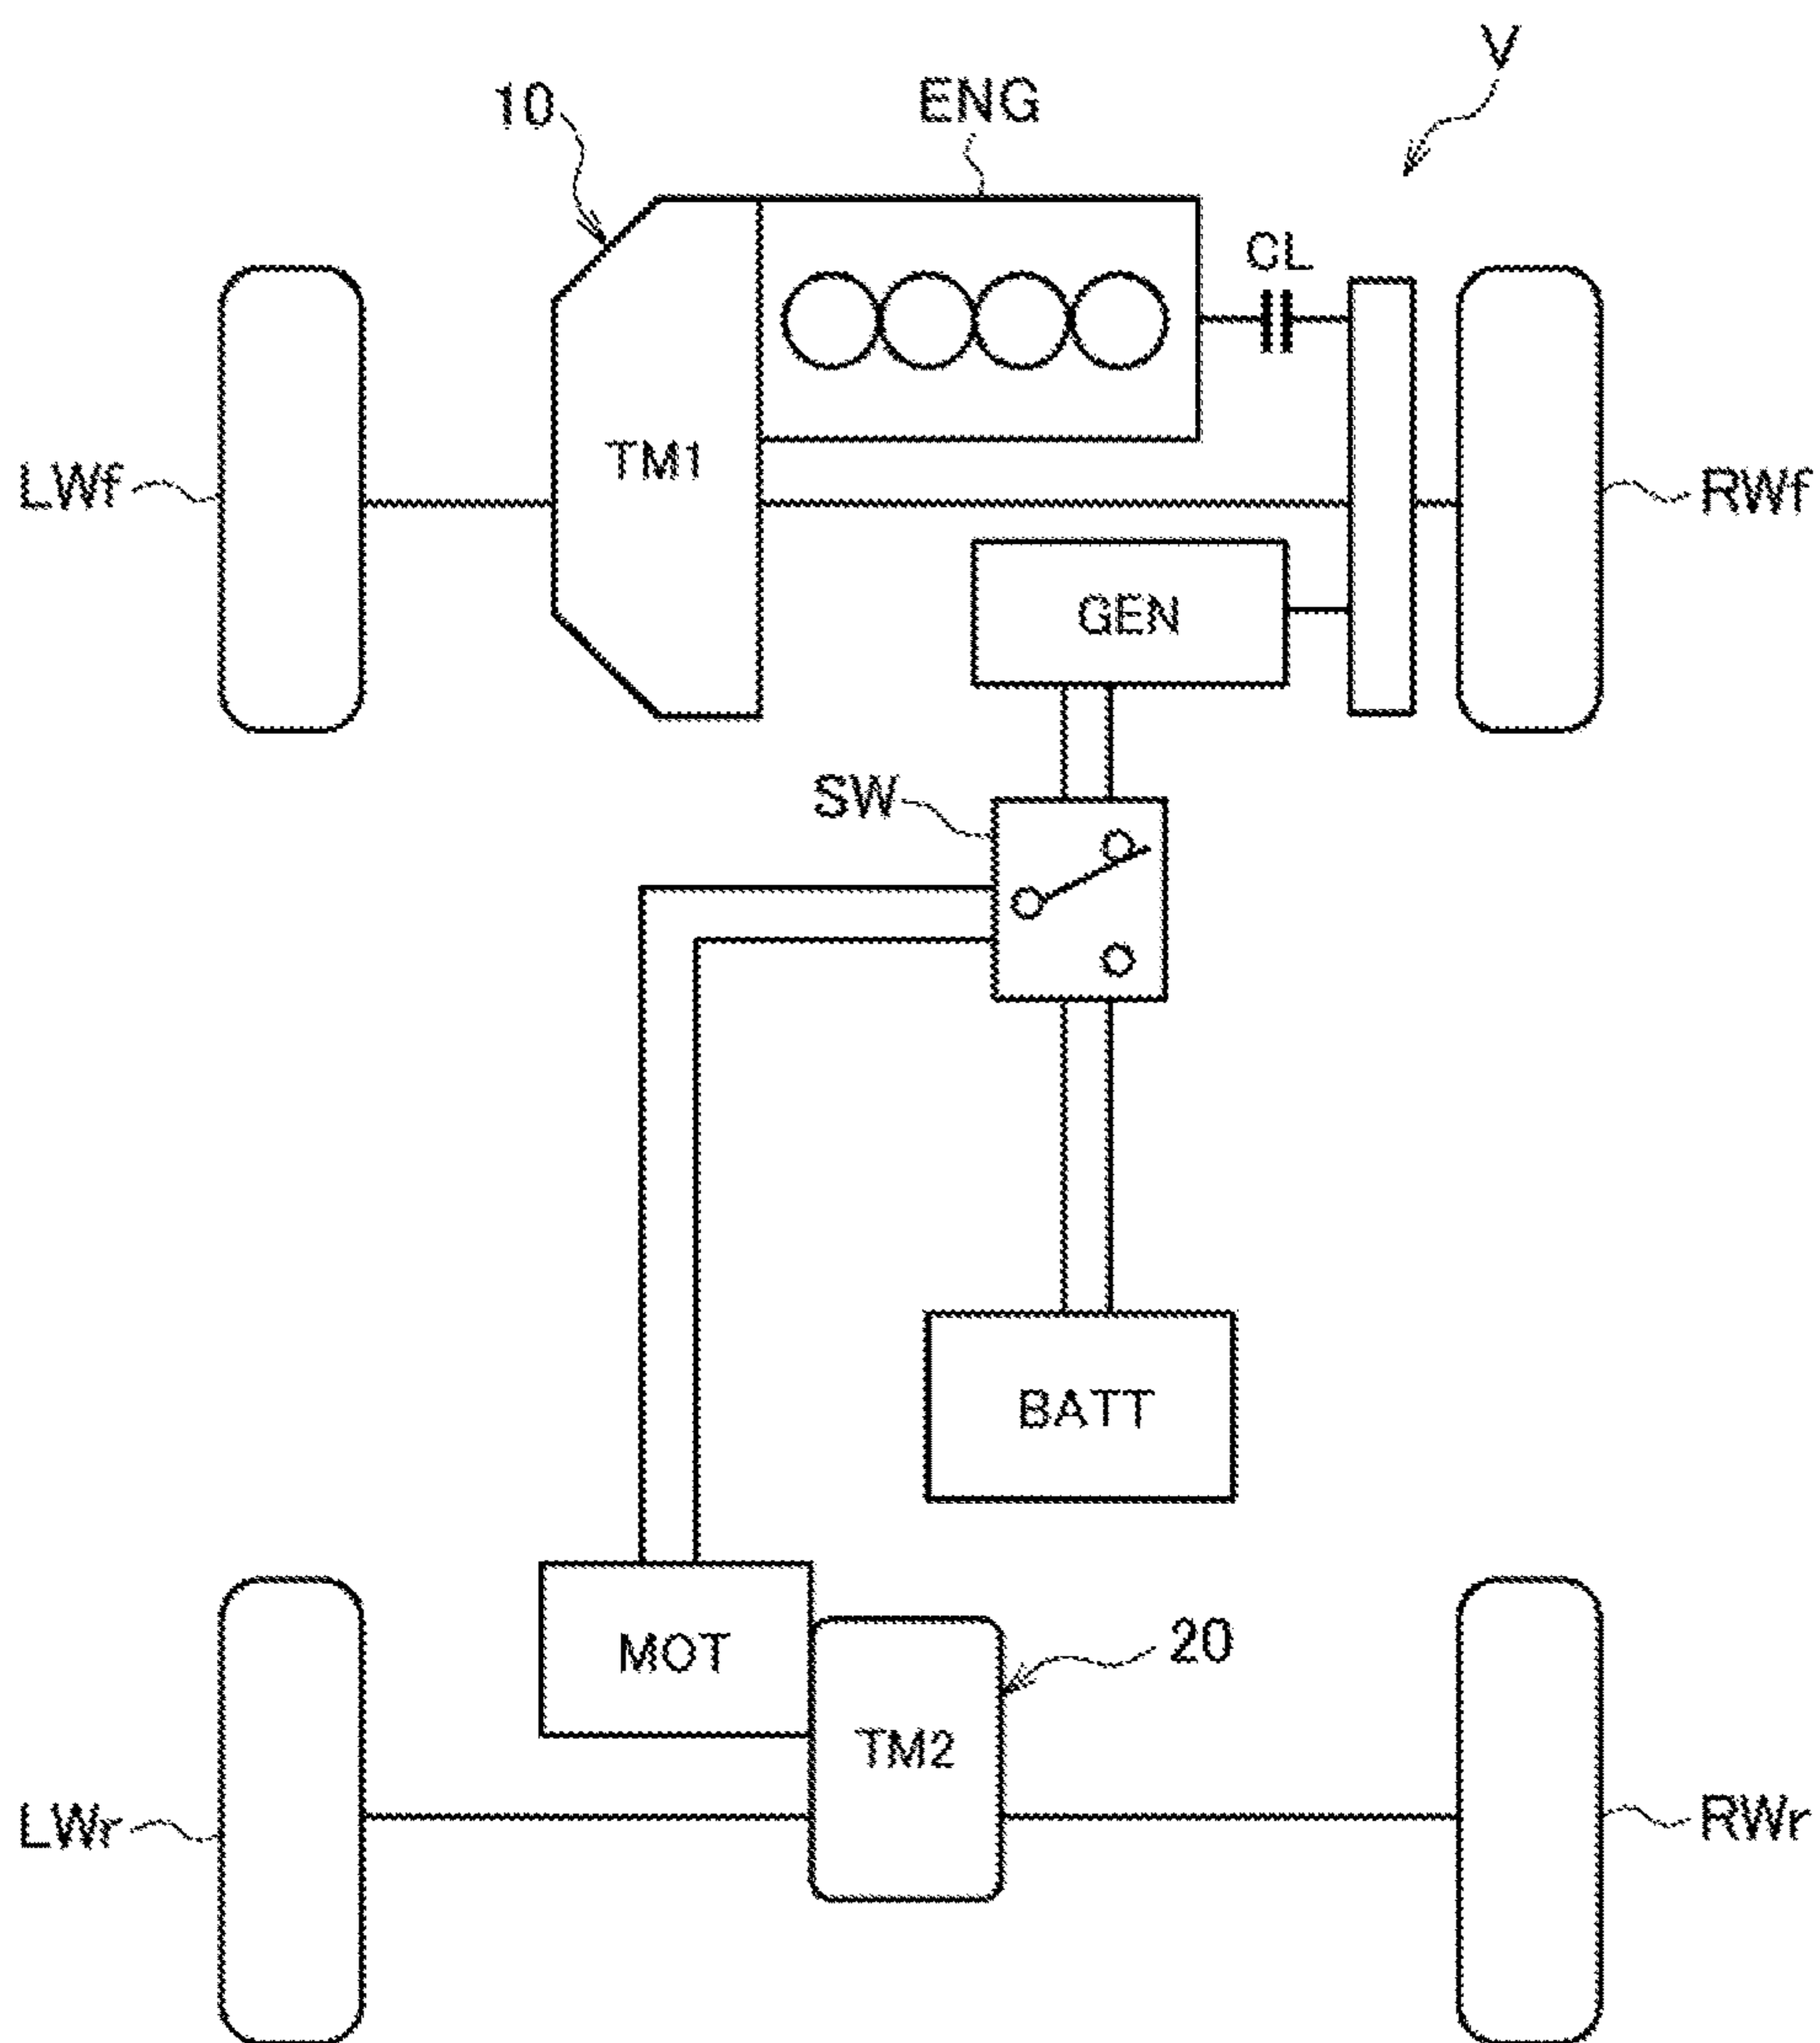 V
10
ENG
CL
LWf
TM1
RWf
GEN
SW
BATT
MOT
20
TM2
LWr
RWr